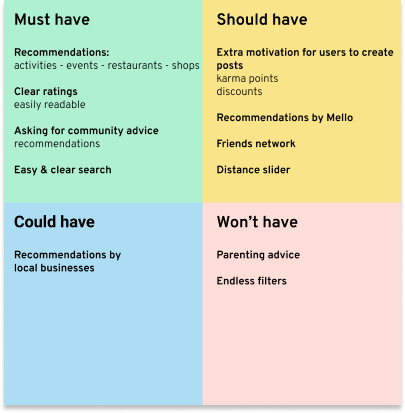 Must have
Recommendations:
activities - events - restaurants - shops
Clear ratings
easily readable
Asking for community advice
recommendations
Easy & clear search
Should have
Extra motivation for users to create
posts
karma points
discounts
Recommendations by Mello
Friends network
Distance slider
Could have
Recommendations by
local businesses
Won't have
Parenting advice
Endless filters